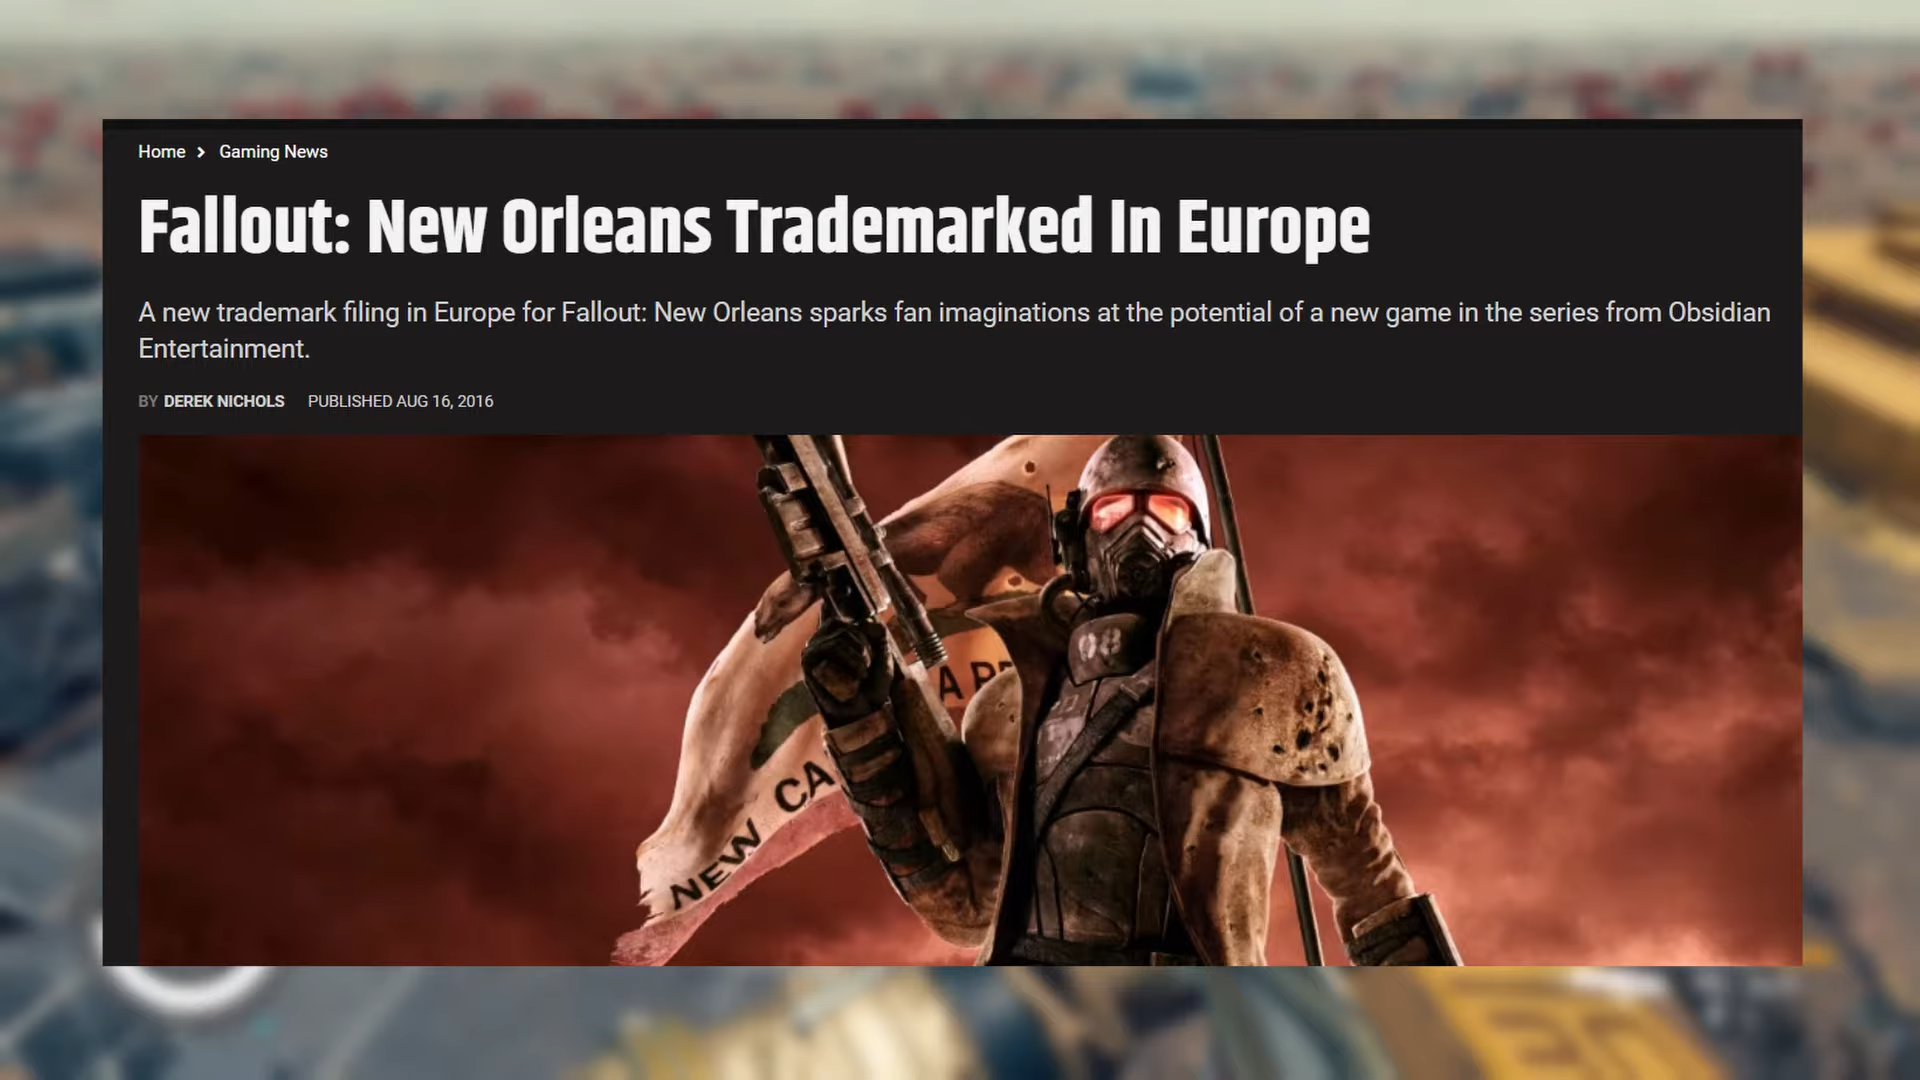 Home > Gaming News
Fallout: New Orleans Trademarked In Europe
A new trademark filing in Europe for Fallout: New Orleans sparks fan imaginations at the potential of a new game in the series from Obsidian
Entertainment.
BY DEREK NICHOLS PUBLISHED AUG 16, 2016
98
A RE
NEW CA